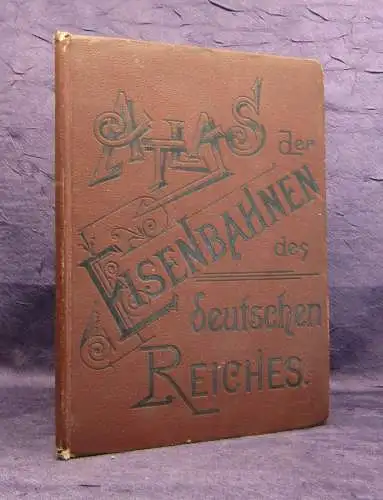 ATLAS der
EISENBAHNEN
des
deutschen
REICHES.